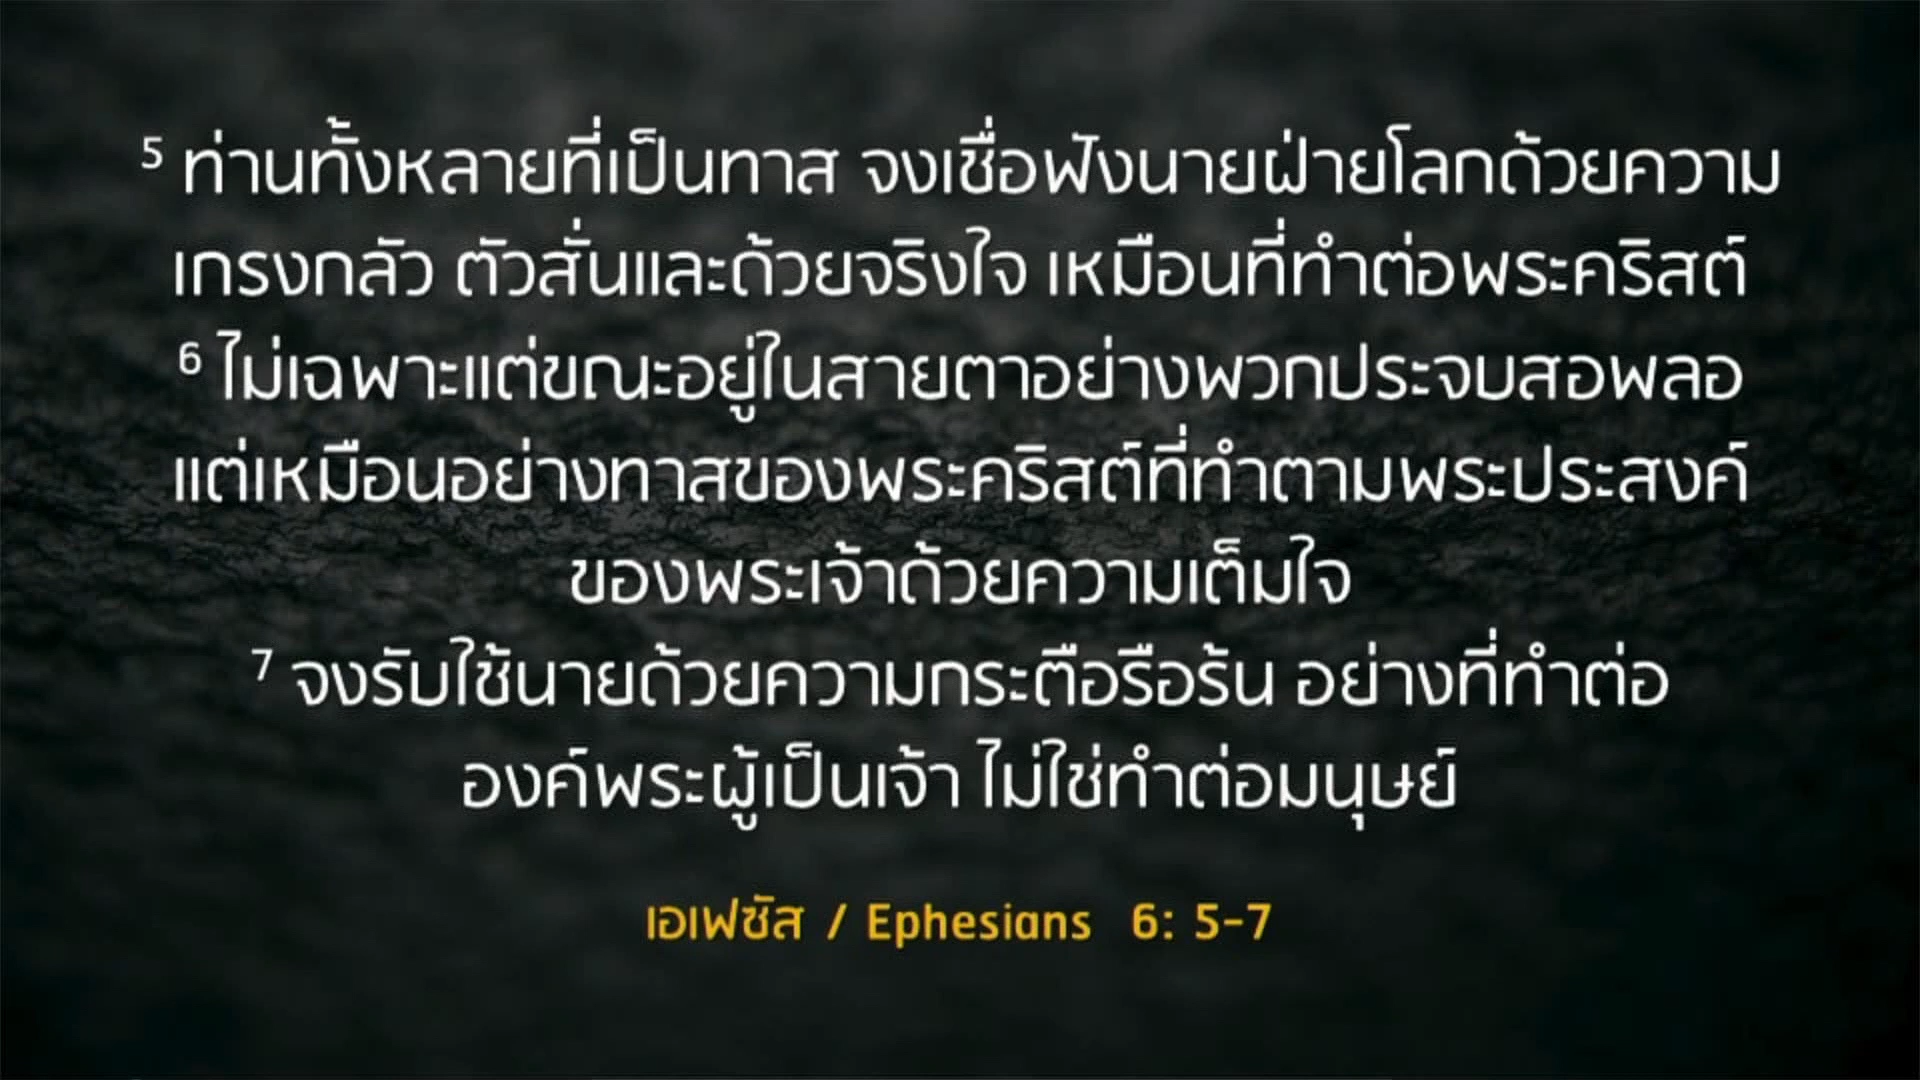 5 ท่านทั้งหลายที่เป็นทาส จงเชื่อฟังนายฝ่ายโลกด้วยความ
เกรงกลัว ตัวสั่นและด้วยจริงใจ เหมือนที่ทำต่อพระคริสต์
6 ไม่เฉพาะแต่ขณะอยู่ในสายตาอย่างพวกประจบสอพลอ
แต่เหมือนอย่างทาสของพระคริสต์ที่ทำตามพระประสงค์
ของพระเจ้าด้วยความเต็มใจ
7 จงรับใช้นายด้วยความกระตือรือร้น อย่างที่ทำต่อ
องค์พระผู้เป็นเจ้า ไม่ใช่ทำต่อมนุษย์
เอเฟซัส / Ephesians 6: 5-7